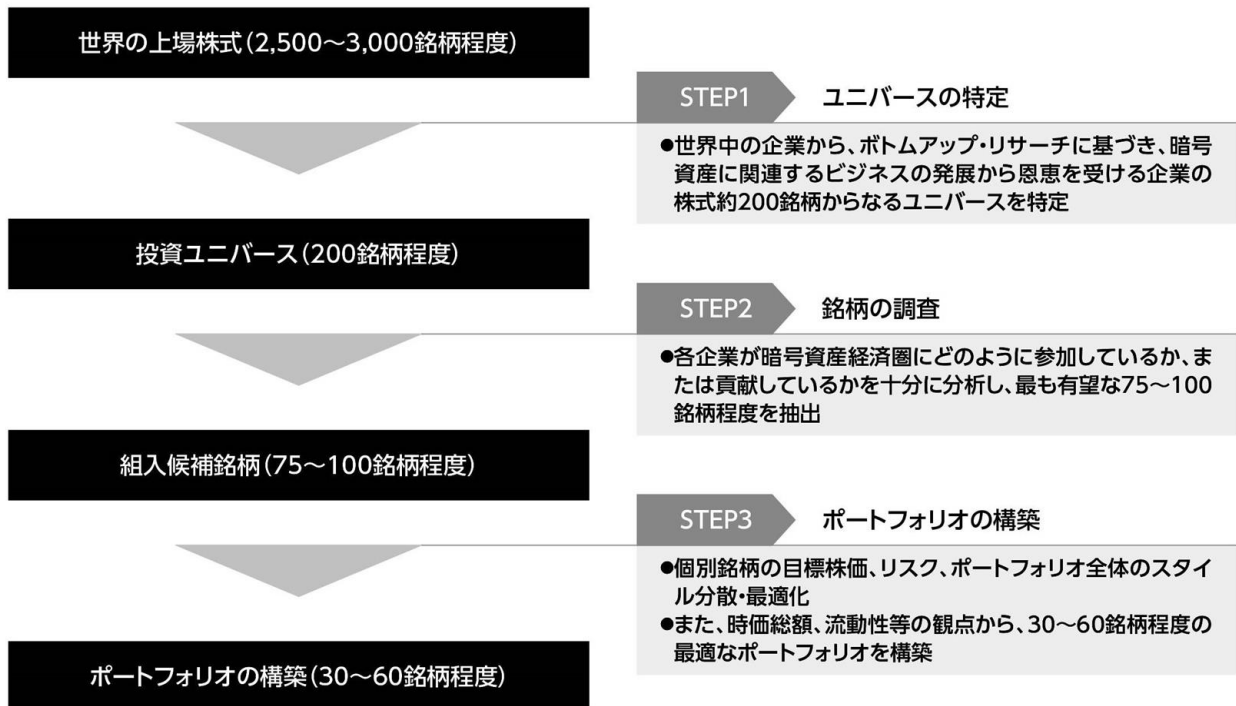 世界の上場株式(2,500〜3,000銘柄程度)
STEP1
ユニバースの特定
●世界中の企業から、ボトムアップ・リサーチに基づき、暗号
資産に関連するビジネスの発展から恩恵を受ける企業の
株式約200銘柄からなるユニバースを特定
投資ユニバース(200銘柄程度)
STEP2
銘柄の調査
●各企業が暗号資産経済圏にどのように参加しているか、ま
たは貢献しているかを十分に分析し、最も有望な75〜100
銘柄程度を抽出
組入候補銘柄(75〜100銘柄程度)
STEP3
ポートフォリオの構築
●個別銘柄の目標株価、リスク、ポートフォリオ全体のスタイ
ル分散・最適化
●また、時価総額、流動性等の観点から、30〜60銘柄程度の
最適なポートフォリオを構築
ポートフォリオの構築(30〜60銘柄程度)